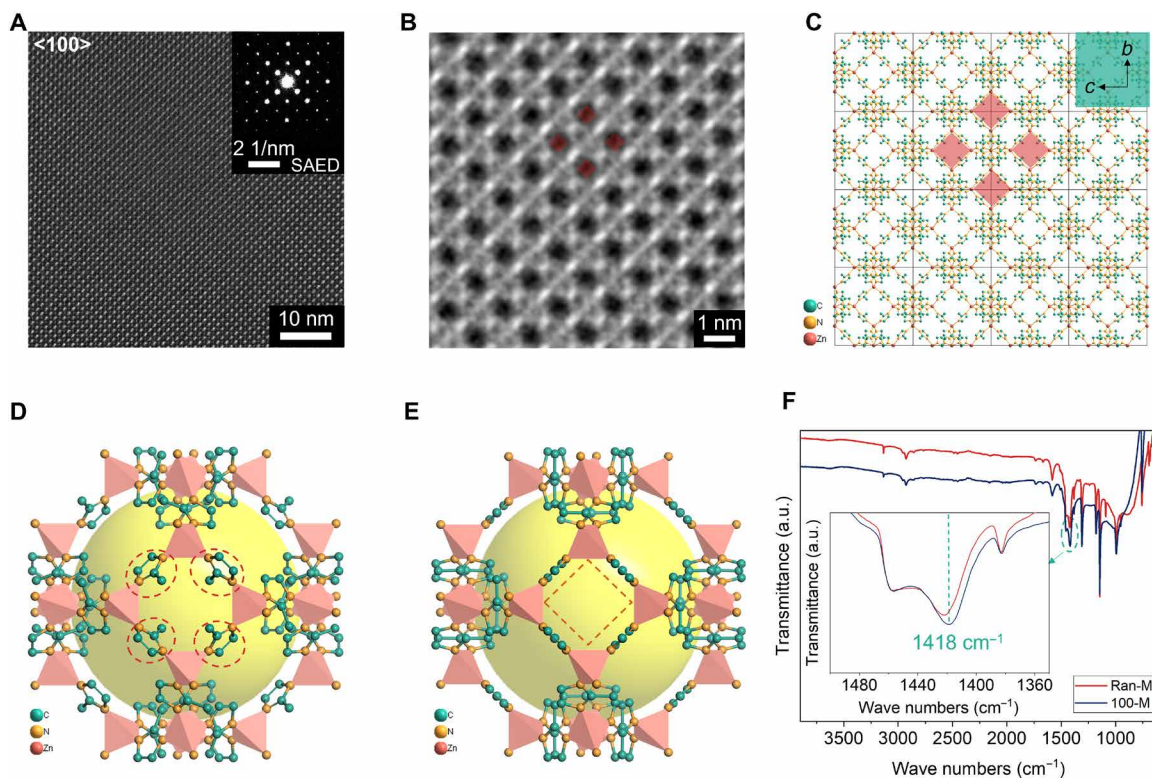 A
<100>
2 1/nm
SAED
10 nm
B
1 nm
C
b
c
C
N
Zn
D
C
N
Zn
E
C
N
Zn
F
Transmittance (a.u.)
Transmittance (a.u.)
1418 cm⁻¹
1480 1440 1400 1360
Wave numbers (cm⁻¹)
Ran-M
100-M
3500 3000 2500 2000 1500 1000
Wave numbers (cm⁻¹)